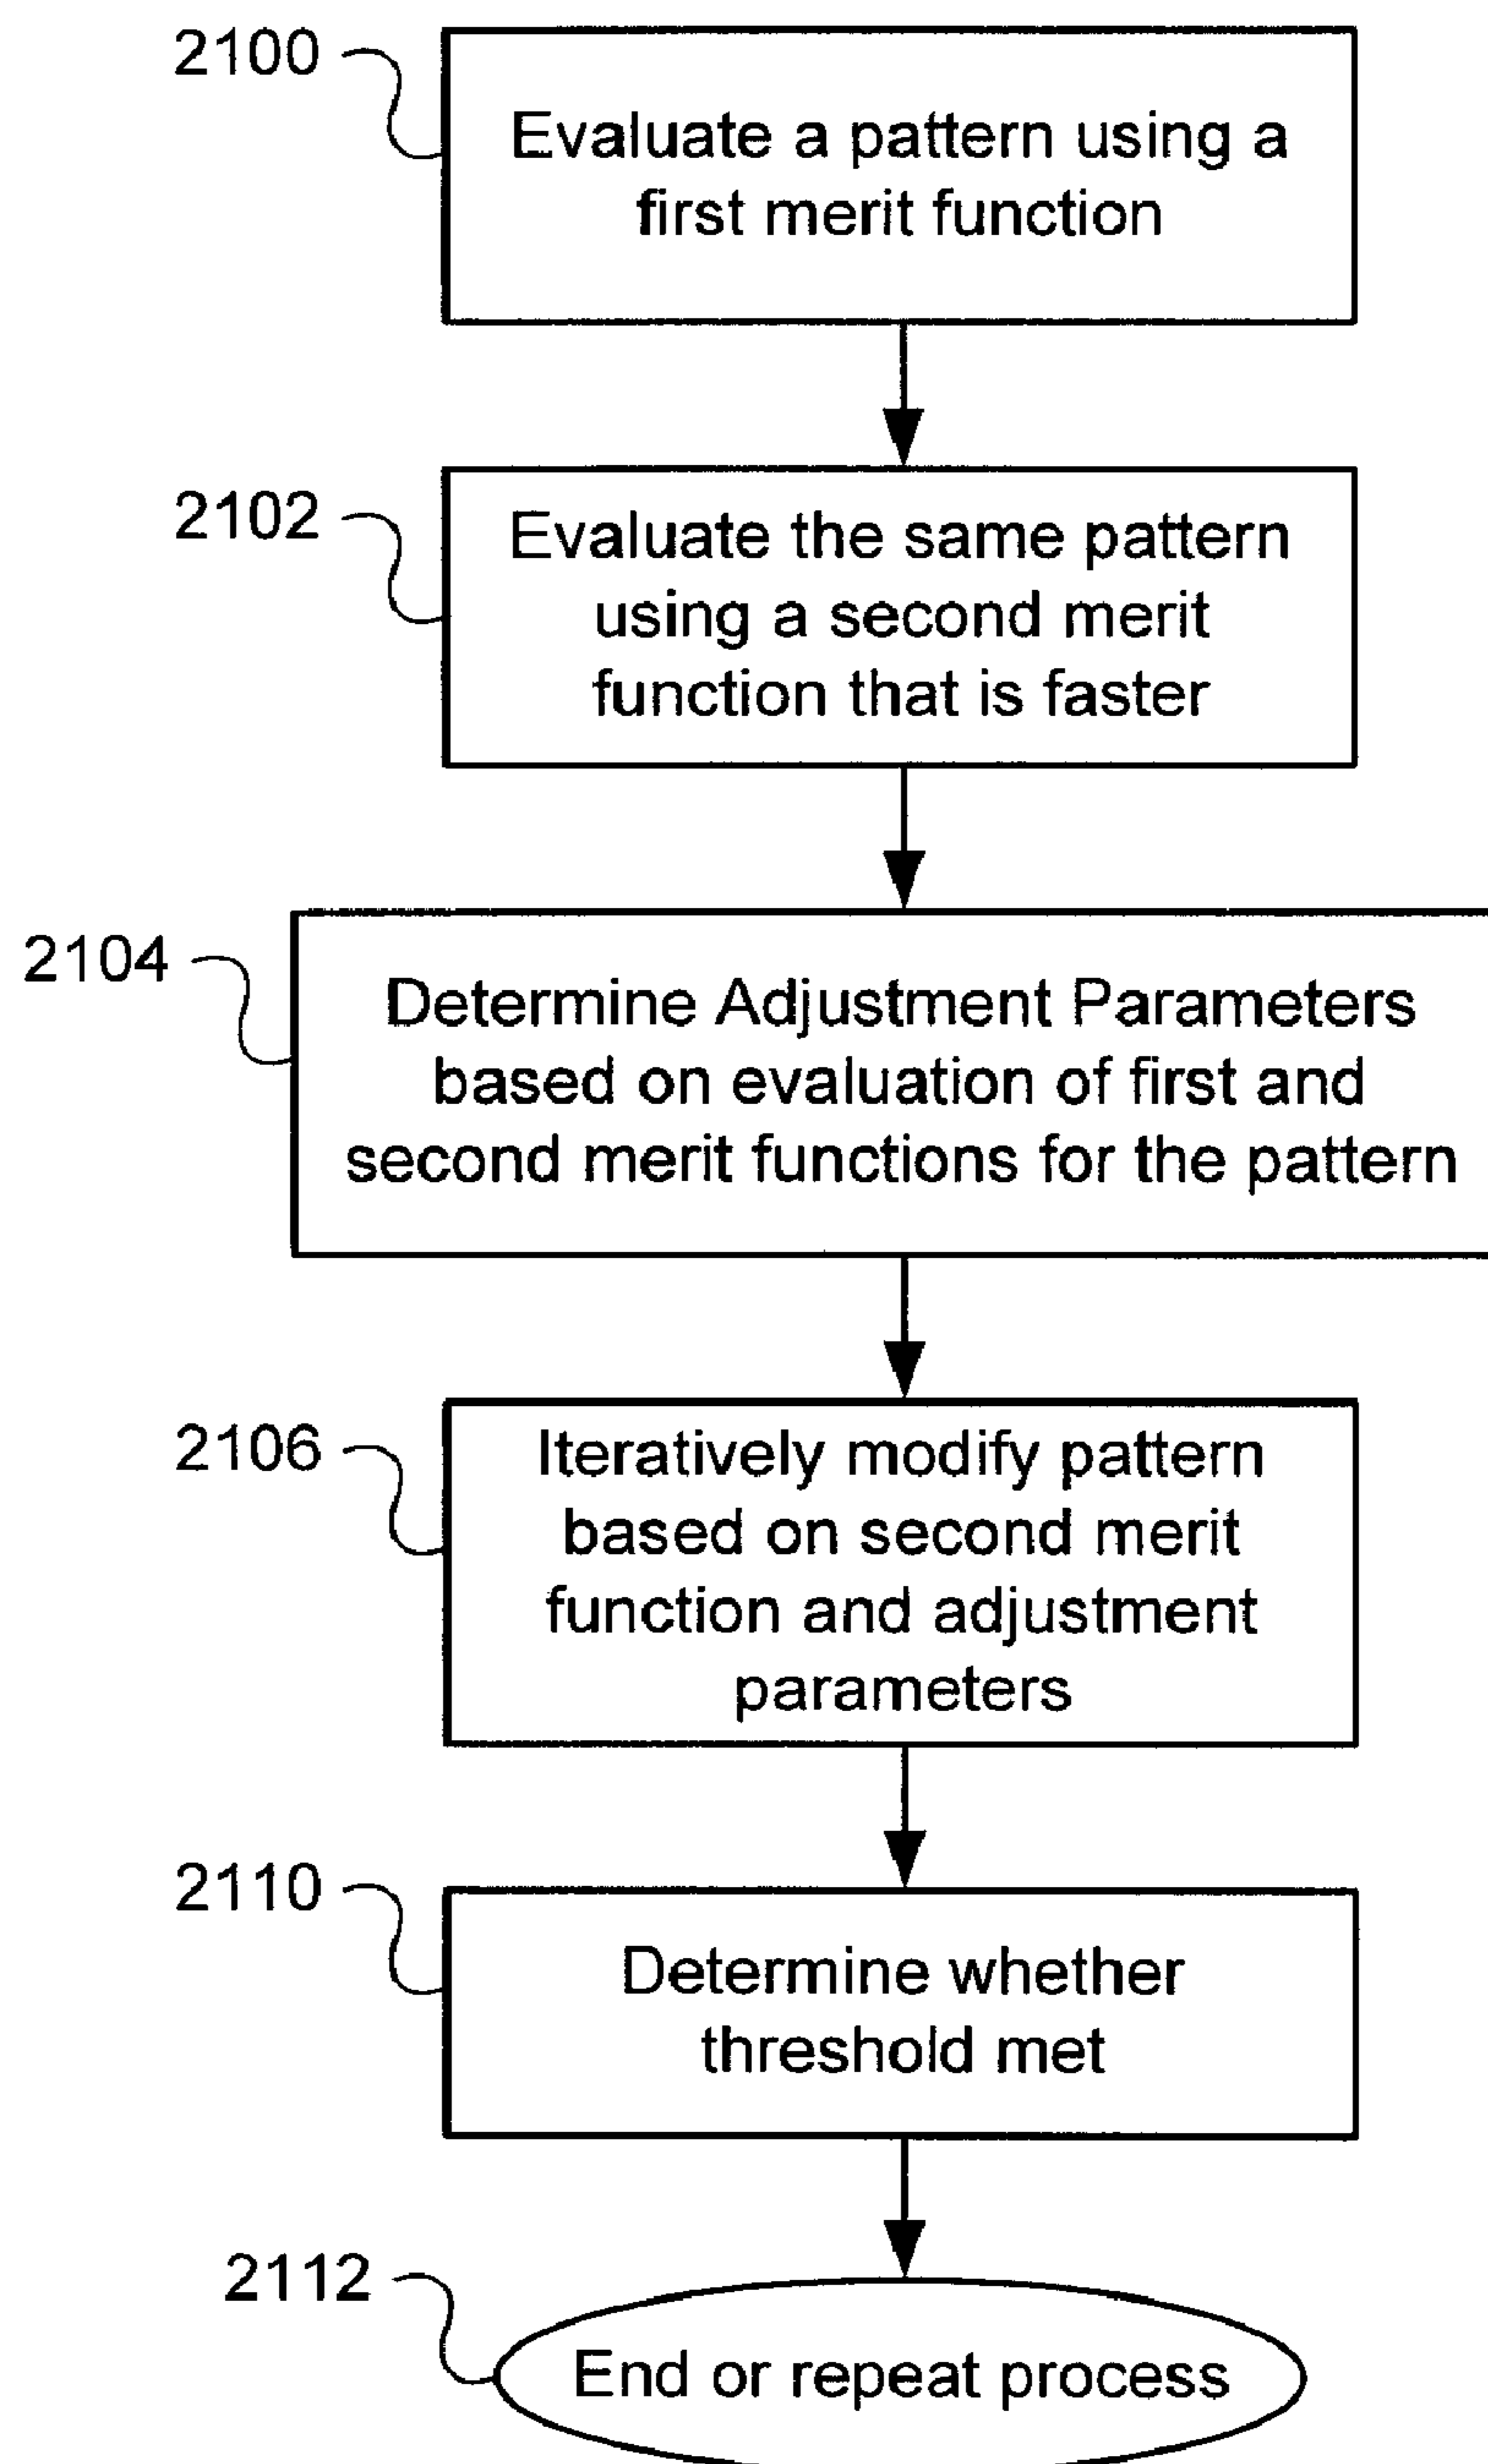 2100
Evaluate a pattern using a
first merit function
2102
Evaluate the same pattern
using a second merit
function that is faster
2104
Determine Adjustment Parameters
based on evaluation of first and
second merit functions for the pattern
2106
Iteratively modify pattern
based on second merit
function and adjustment
parameters
2110
Determine whether
threshold met
2112
End or repeat process